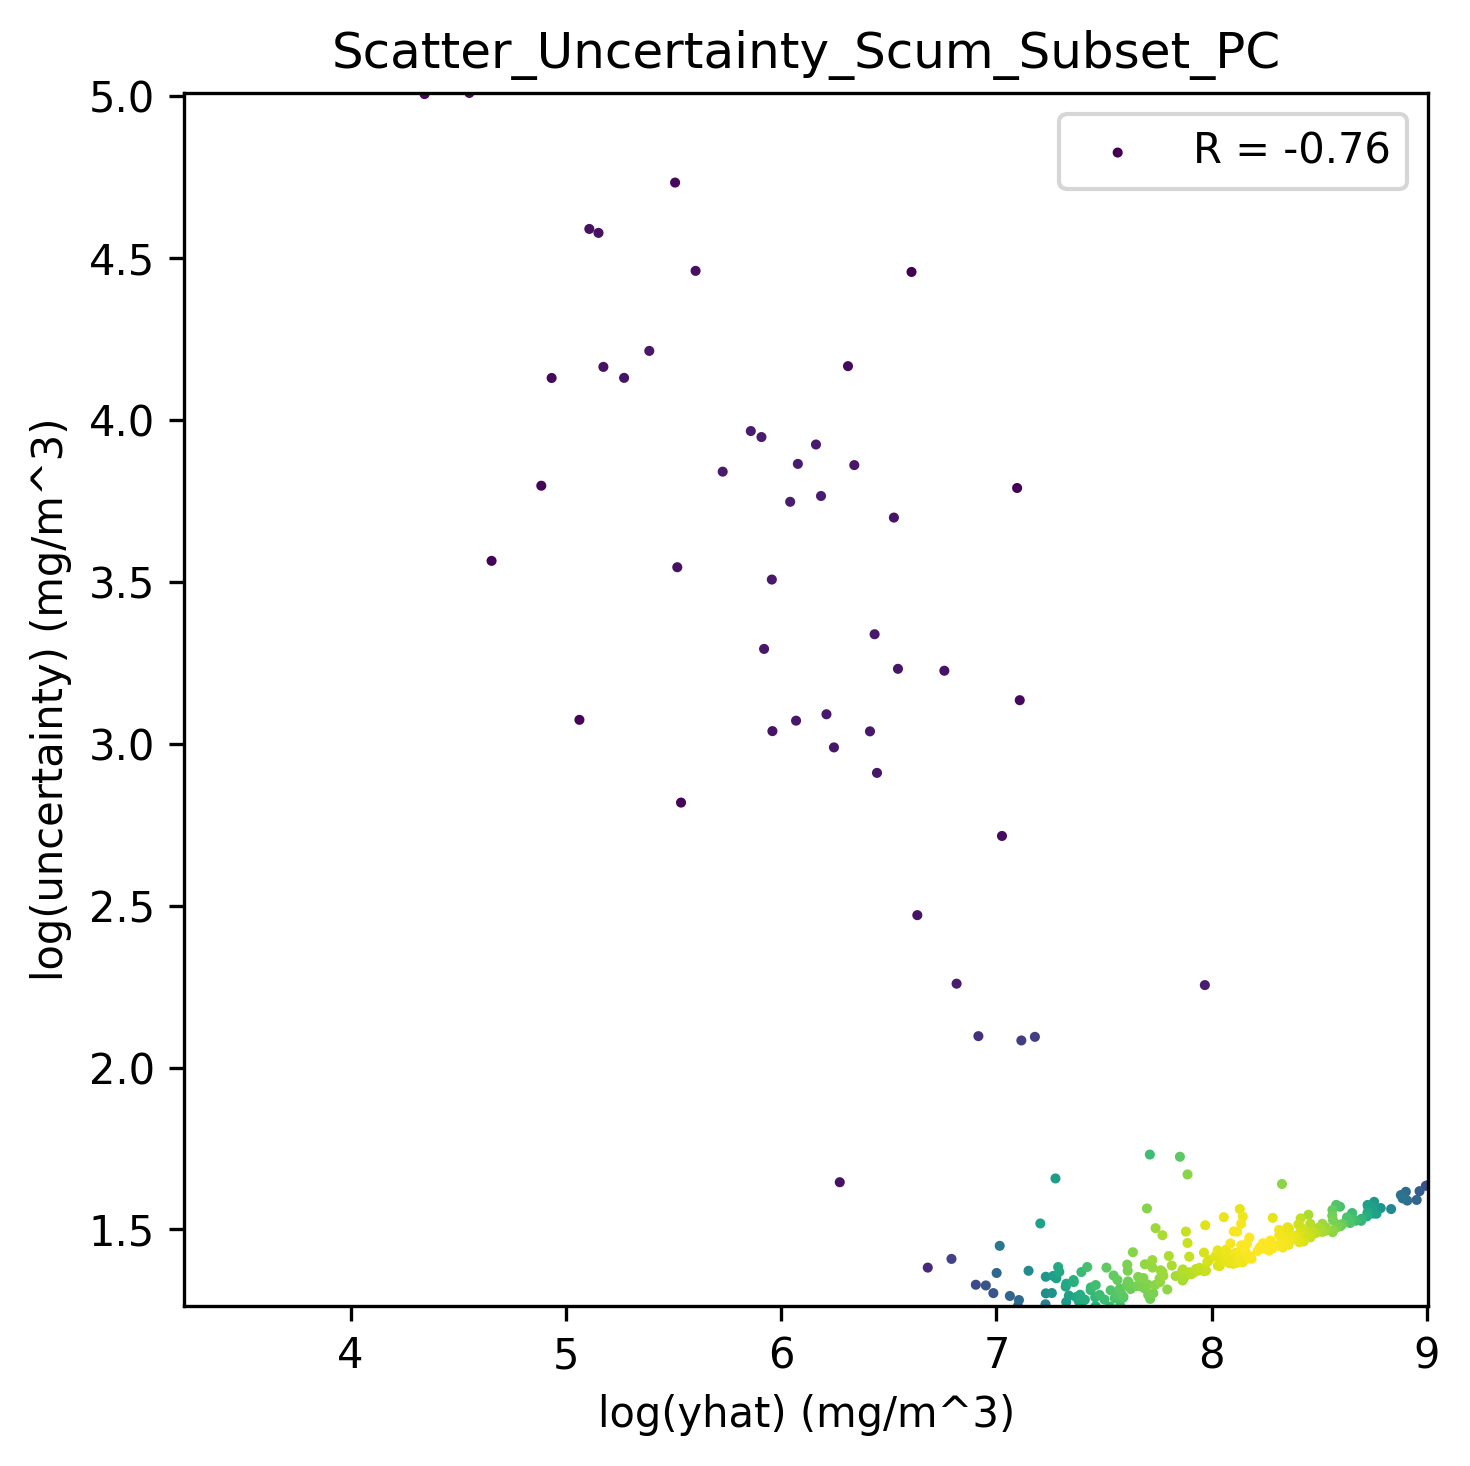 Scatter_Uncertainty_Scum_Subset_PC
R = -0.76
5.0
4.5
4.0
3.5
3.0
2.5
2.0
1.5
log(uncertainty) (mg/m^3)
4 5 6 7 8 9
log(yhat) (mg/m^3)